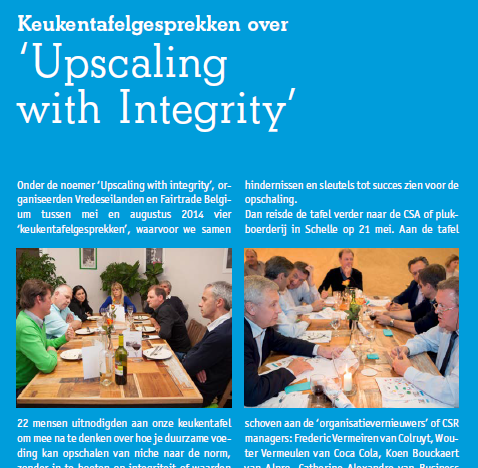 Keukentafelgesprekken over
‘Upscaling
with Integrity’
Onder de noemer ‘Upscaling with integrity’, or-
ganiseerden Vredeseilanden en Fairtrade Belgi-
um tussen mei en augustus 2014 vier
‘keukentafelgesprekken’, waarvoor we samen
22 mensen uitnodigden aan onze keukentafel
om mee na te denken over hoe je duurzame voe-
ding kan opschalen van niche naar de norm,
zonder in te boeten op integriteit of waarden
hindernissen en sleutels tot succes zien voor de
opschaling.
Dan reisde de tafel verder naar de CSA of pluk-
boerderij in Schelle op 21 mei. Aan de tafel
schoven aan de ‘organisatievernieuwers’ of CSR
managers: Frederic Vermeiren van Colruyt, Wou-
ter Vermeulen van Coca Cola, Koen Bouckaert
van Alpro, Catherine Alexandre van Business